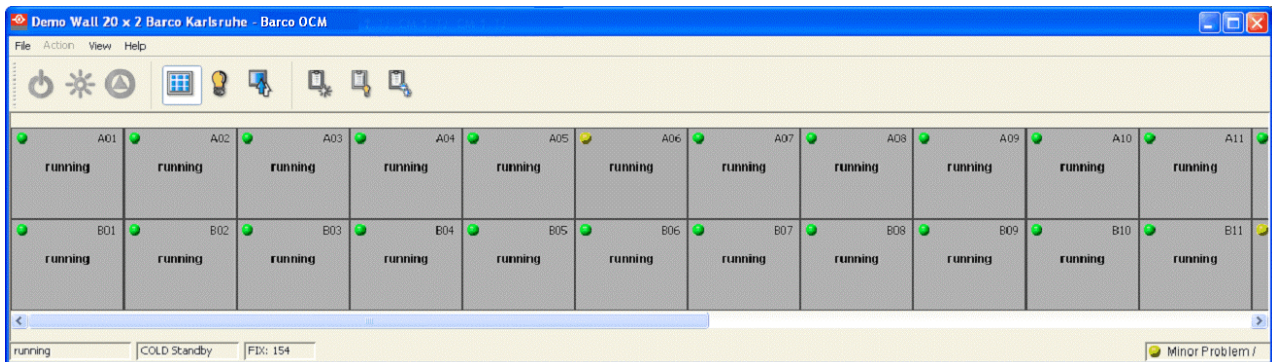 Demo Wall 20 x 2 Barco Karlsruhe - Barco OCM
File Action View Help
A01 A02 A03 A04 A05 A06 A07 A08 A09 A10 A11
running running running running running running running running running running running
B01 B02 B03 B04 B05 B06 B07 B08 B09 B10 B11
running running running running running running running running running running running
running COLD Standby FIX: 154 Minor Problem /